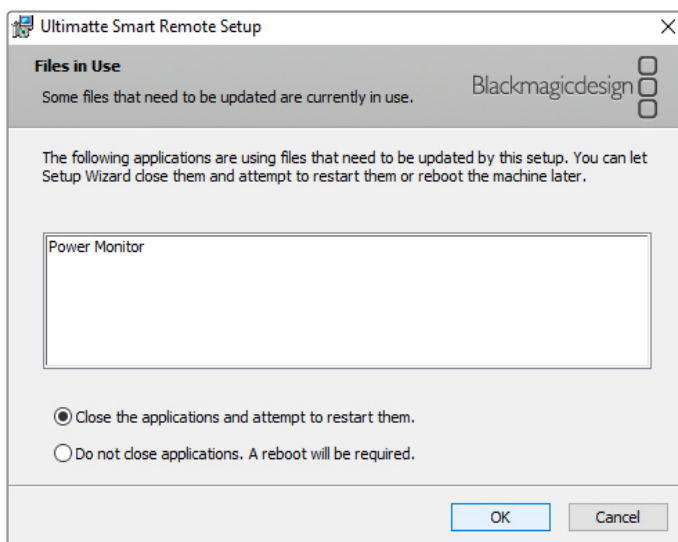 Ultimatte Smart Remote Setup
Files in Use
Some files that need to be updated are currently in use.
Blackmagicdesign
The following applications are using files that need to be updated by this setup. You can let
Setup Wizard close them and attempt to restart them or reboot the machine later.
Power Monitor
Close the applications and attempt to restart them.
Do not close applications. A reboot will be required.
OK
Cancel